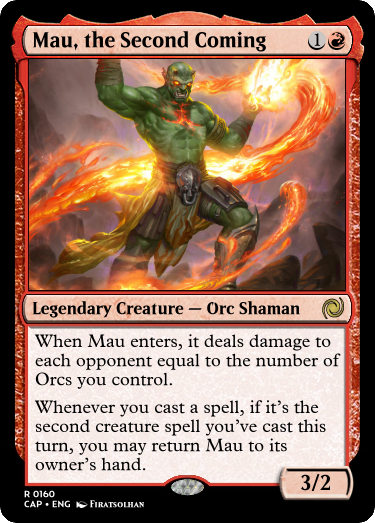 Mau, the Second Coming 1
Legendary Creature — Orc Shaman
When Mau enters, it deals damage to
each opponent equal to the number of
Orcs you control.
Whenever you cast a spell, if it's the
second creature spell you've cast this
turn, you may return Mau to its
owner's hand.
3/2
R 0160
CAP • ENG Firatsolhan